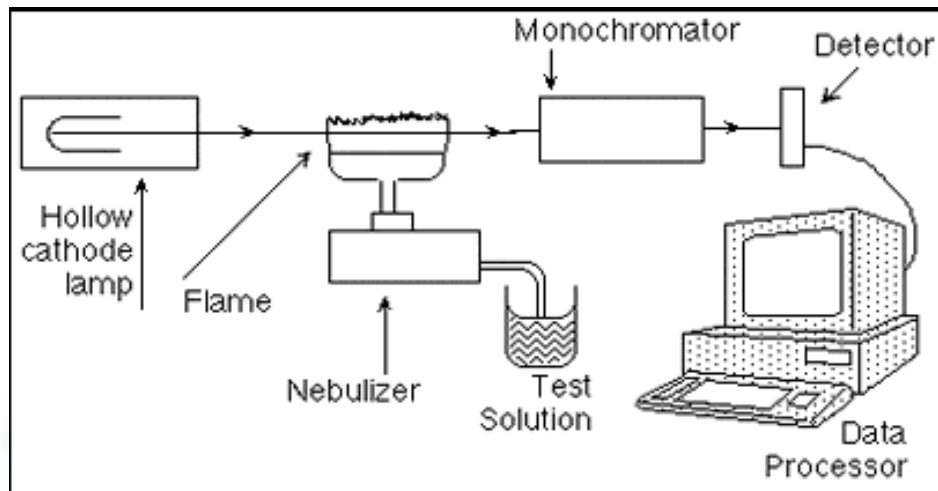 Monochromator
Detector
Hollow
cathode
lamp
Flame
Nebulizer
Test
Solution
Data
Processor